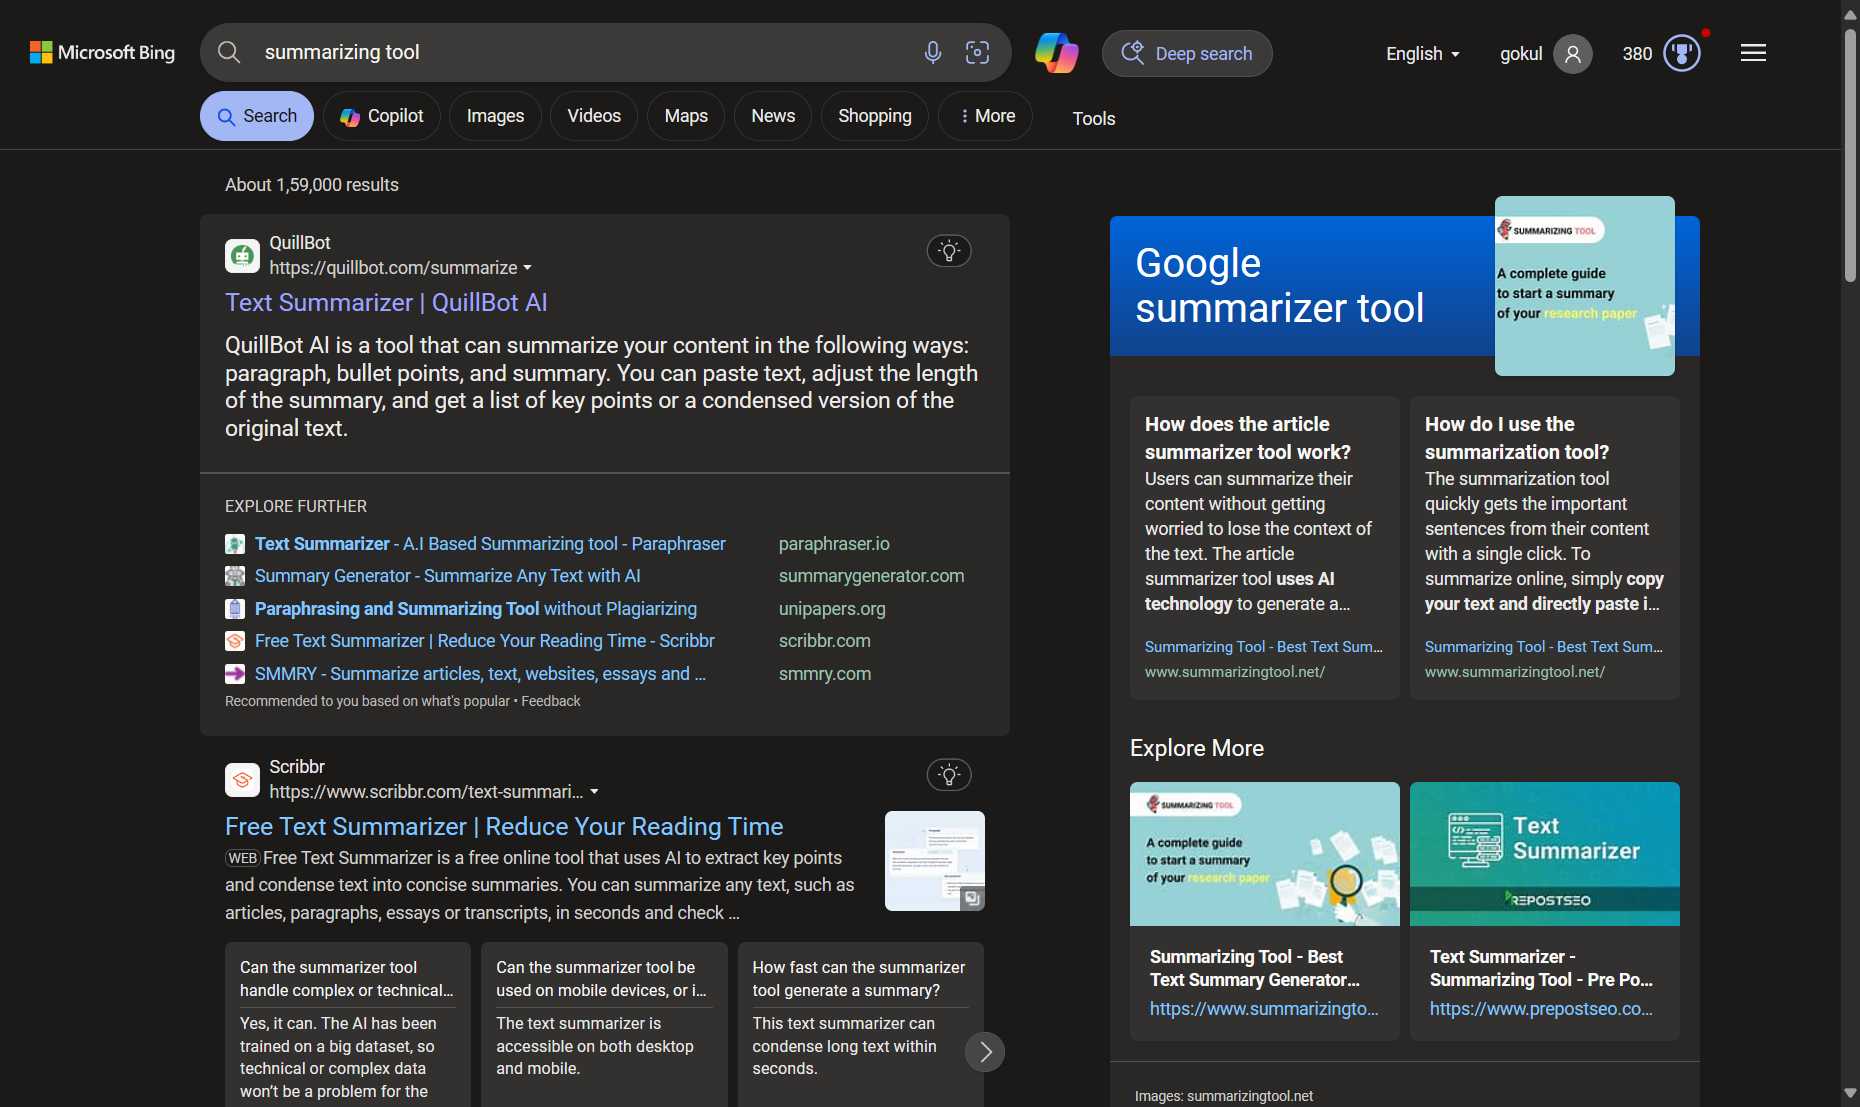 Microsoft Bing
summarizing tool
Deep search
English
gokul
380
Search
Copilot
Images
Videos
Maps
News
Shopping
More
Tools
About 1,59,000 results
QuillBot
https://quillbot.com/summarize
Text Summarizer | QuillBot AI
QuillBot AI is a tool that can summarize your content in the following ways:
paragraph, bullet points, and summary. You can paste text, adjust the length
of the summary, and get a list of key points or a condensed version of the
original text.
EXPLORE FURTHER
Text Summarizer - A.I Based Summarizing tool - Paraphraser paraphraser.io
Summary Generator - Summarize Any Text with AI summarygenerator.com
Paraphrasing and Summarizing Tool without Plagiarizing unipapers.org
Free Text Summarizer | Reduce Your Reading Time - Scribbr scribbr.com
SMMRY - Summarize articles, text, websites, essays and ... smmry.com
Recommended to you based on what's popular • Feedback
Scribbr
https://www.scribbr.com/text-summari...
Free Text Summarizer | Reduce Your Reading Time
WEB Free Text Summarizer is a free online tool that uses AI to extract key points
and condense text into concise summaries. You can summarize any text, such as
articles, paragraphs, essays or transcripts, in seconds and check ...
Can the summarizer tool
handle complex or technical...
Yes, it can. The AI has been
trained on a big dataset, so
technical or complex data
won't be a problem for the
Can the summarizer tool be
used on mobile devices, or i...
The text summarizer is
accessible on both desktop
and mobile.
How fast can the summarizer
tool generate a summary?
This text summarizer can
condense long text within
seconds.
Google
summarizer tool
SUMMARIZING TOOL
A complete guide
to start a summary
of your research paper
How does the article
summarizer tool work?
Users can summarize their
content without getting
worried to lose the context of
the text. The article
summarizer tool uses AI
technology to generate a...
Summarizing Tool - Best Text Sum...
www.summarizingtool.net/
How do I use the
summarization tool?
The summarization tool
quickly gets the important
sentences from their content
with a single click. To
summarize online, simply copy
your text and directly paste i...
Summarizing Tool - Best Text Sum...
www.summarizingtool.net/
Explore More
SUMMARIZING TOOL
A complete guide
to start a summary
of your research paper
Summarizing Tool - Best
Text Summary Generator...
https://www.summarizingto...
Text
Summarizer
PREPOSTSEO
Text Summarizer -
Summarizing Tool - Pre Po...
https://www.prepostseo.co...
Images: summarizingtool.net